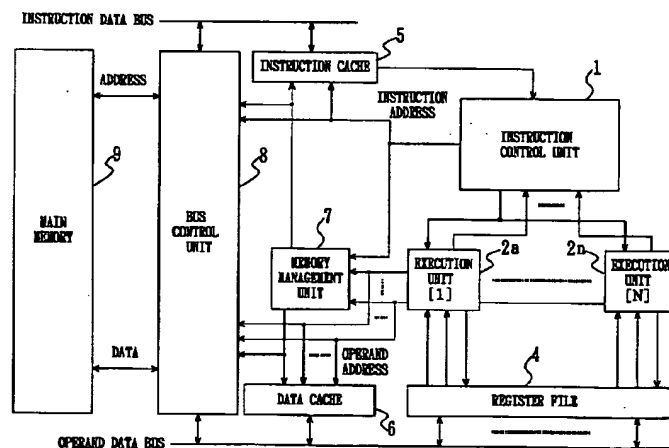 INSTRUCTION DATA BUS
5
INSTRUCTION CACHE
1
ADDRESS
INSTRUCTION
ADDRESS
INSTRUCTION
CONTROL UNIT
9
8
MAIN
MEMORY
BUS
CONTROL
UNIT
7
MEMORY
MANAGEMENT
UNIT
2a
EXECUTION
UNIT
[1]
2n
EXECUTION
UNIT
[N]
DATA
OPERAND
ADDRESS
4
DATA CACHE
6
REGISTER FILE
OPERAND DATA BUS